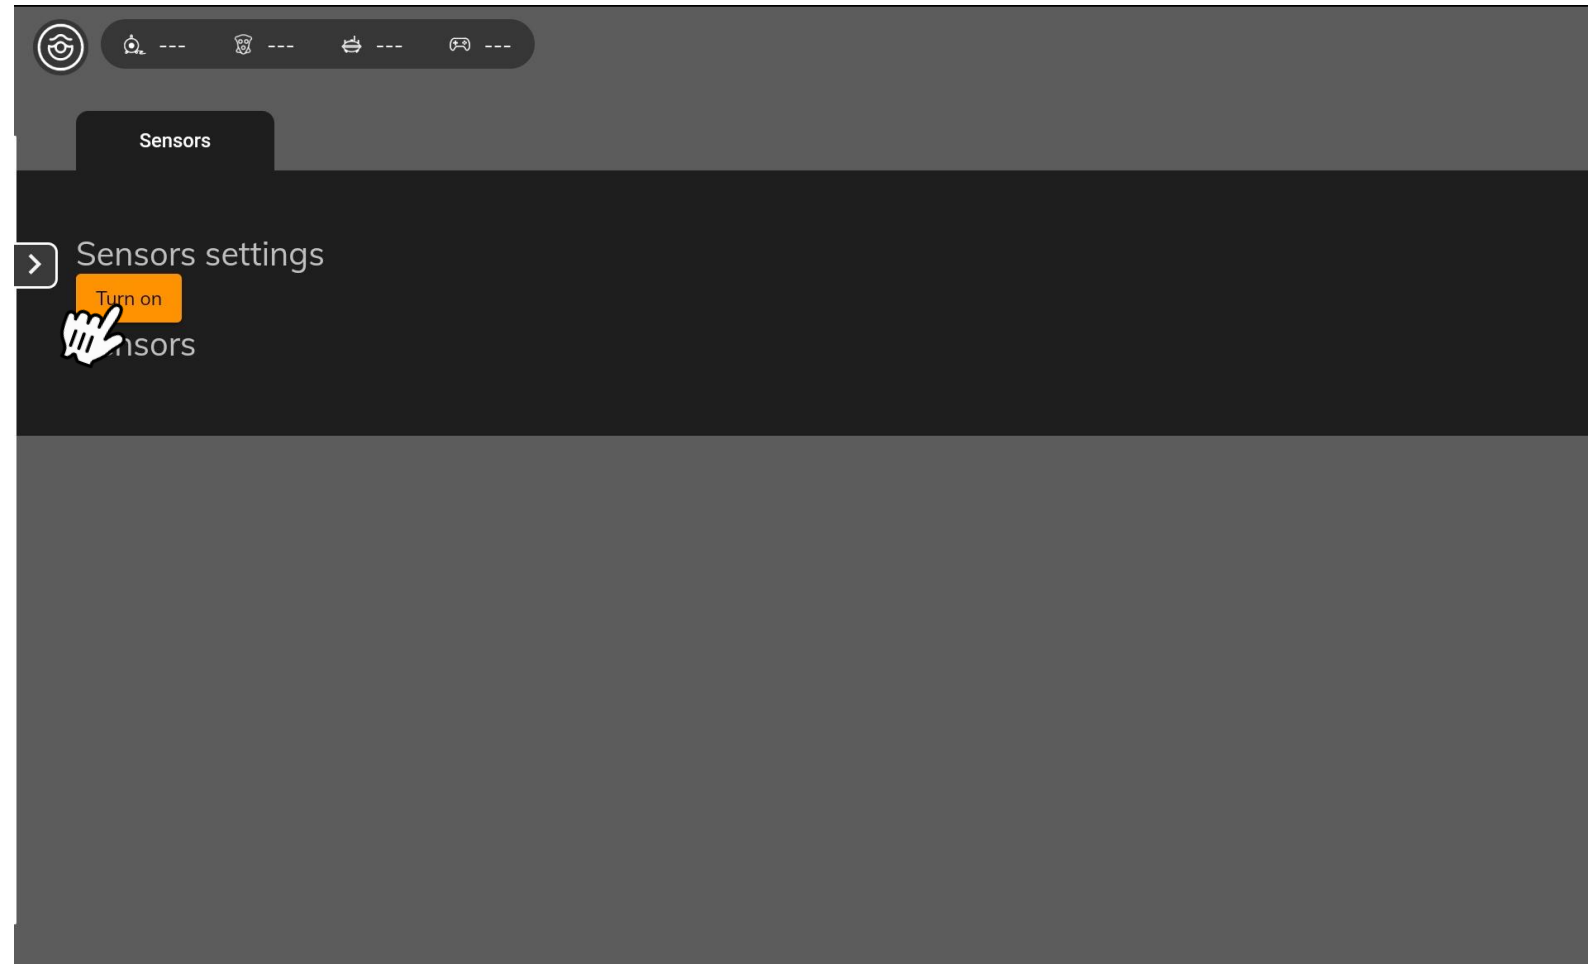 --- --- --- ---
Sensors
Sensors settings
Turn on